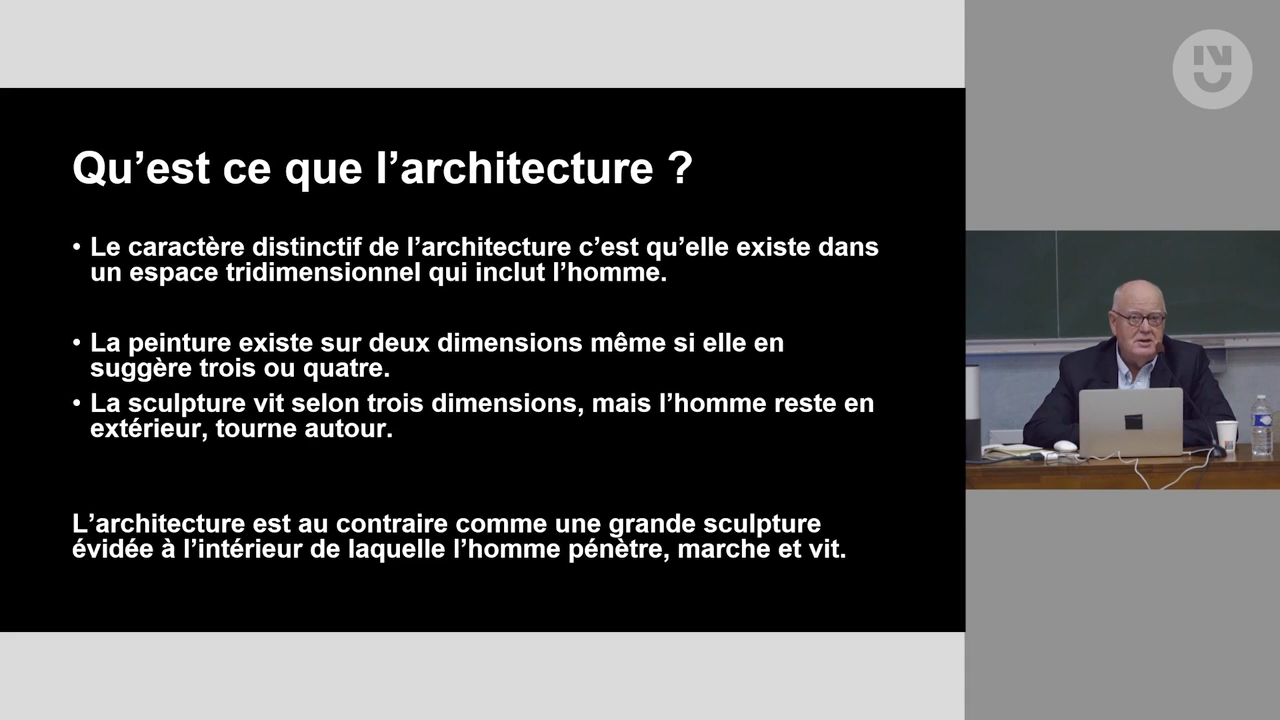 Qu’est ce que l’architecture ?
• Le caractère distinctif de l’architecture c’est qu’elle existe dans
un espace tridimensionnel qui inclut l’homme.
• La peinture existe sur deux dimensions même si elle en
suggère trois ou quatre.
• La sculpture vit selon trois dimensions, mais l’homme reste en
extérieur, tourne autour.
L’architecture est au contraire comme une grande sculpture
évidée à l’intérieur de laquelle l’homme pénètre, marche et vit.